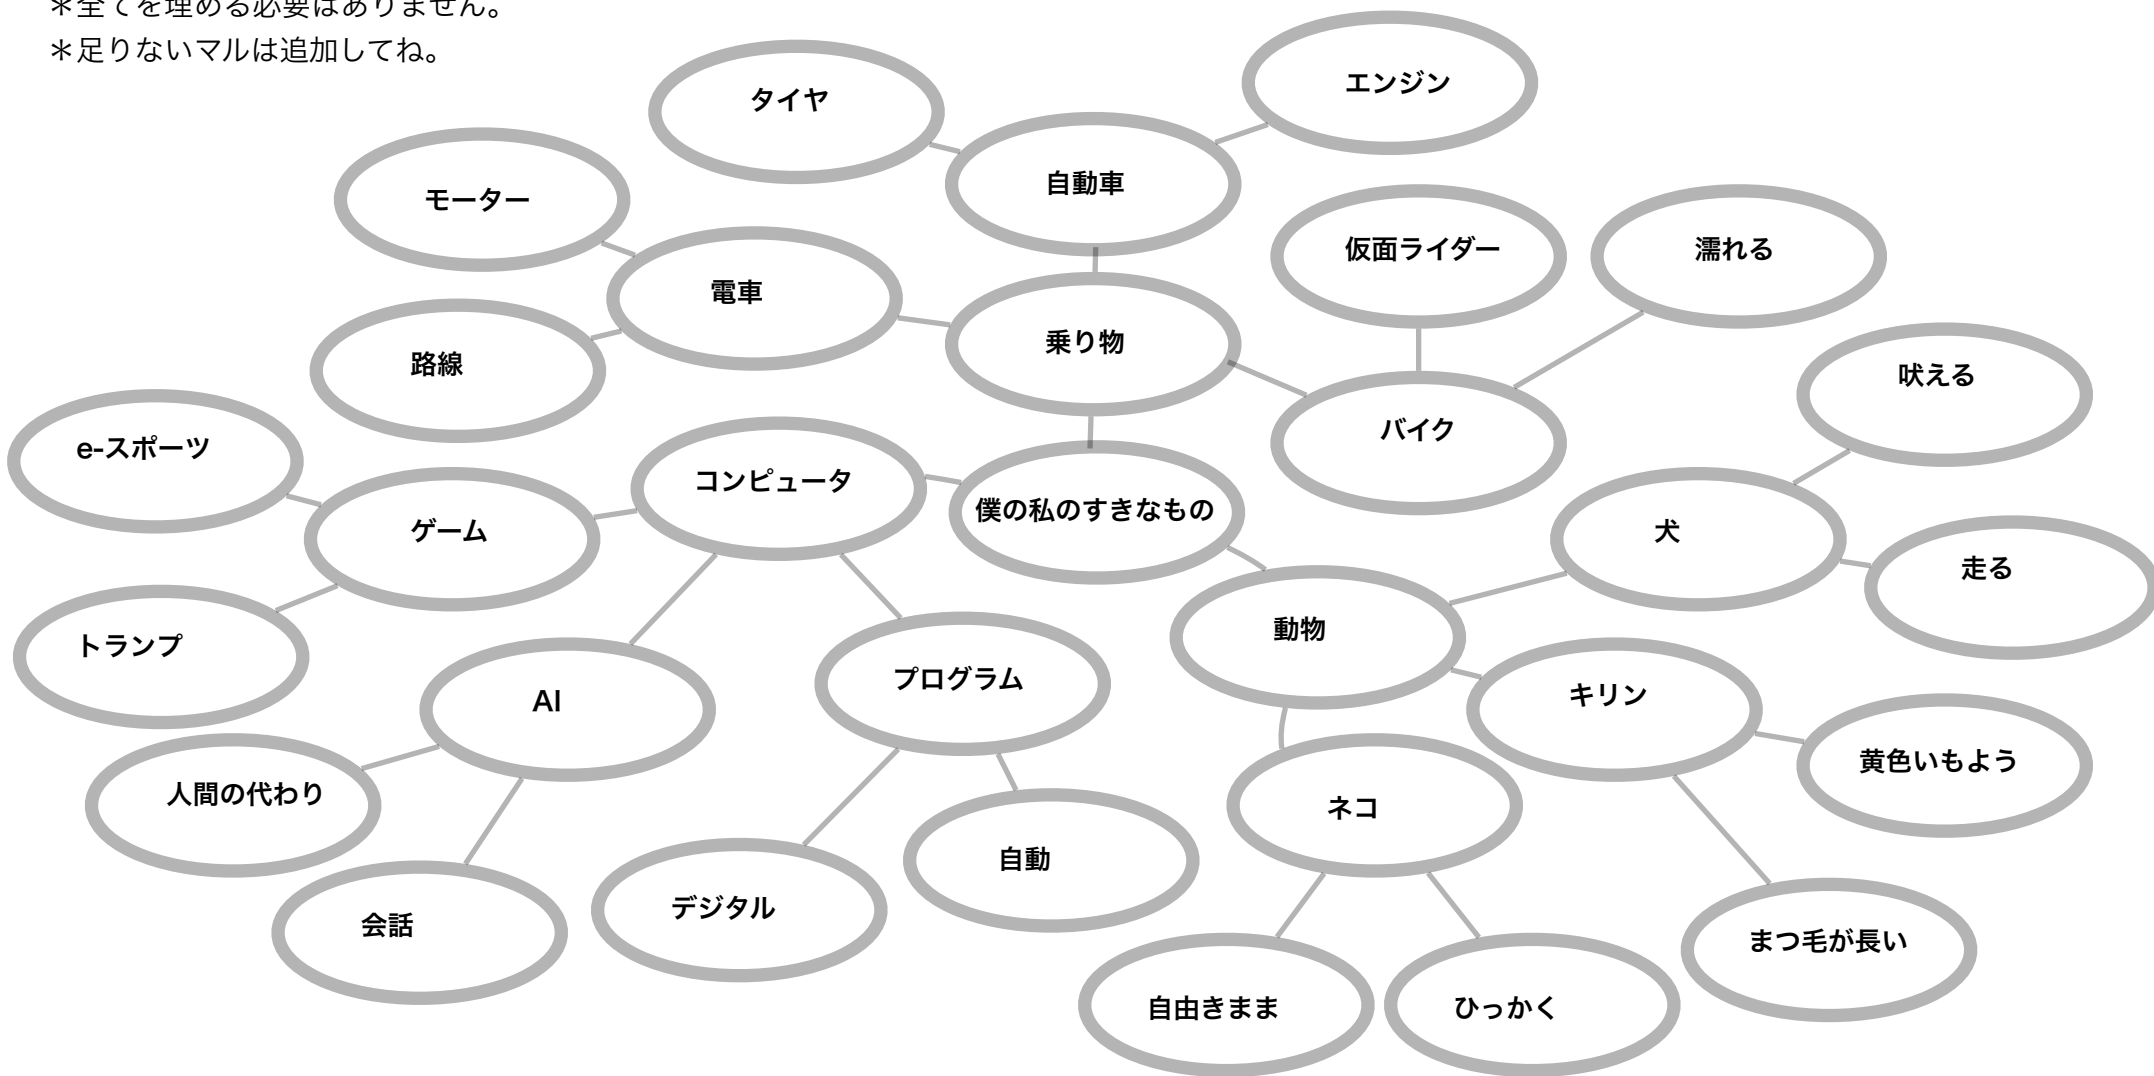 ＊全てを埋める必要はありません。
＊足りないマルは追加してね。
エンジン
タイヤ
自動車
モーター
仮面ライダー
濡れる
電車
乗り物
路線
吠える
バイク
e-スポーツ
コンピュータ
僕の私のすきなもの
ゲーム
犬
走る
動物
トランプ
プログラム
キリン
AI
黄色いもよう
人間の代わり
ネコ
自動
デジタル
会話
まつ毛が長い
自由きまま
ひっかく